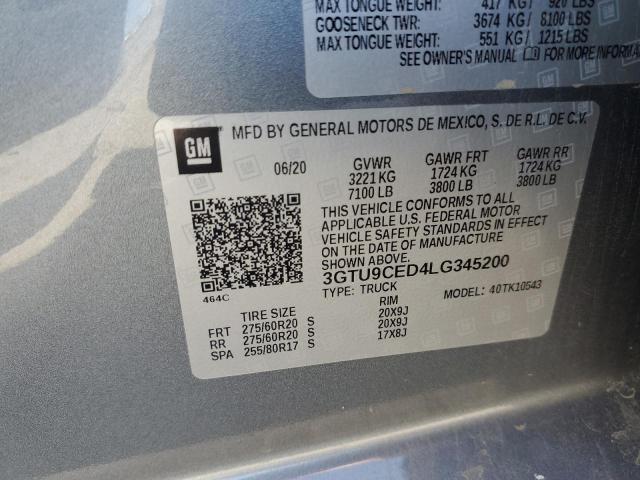 MAX TONGUE WEIGHT: 417 KG / 920 LBS
GOOSENECK TWR: 3674 KG / 8100 LBS
MAX TONGUE WEIGHT: 551 KG / 1215 LBS
SEE OWNER'S MANUAL FOR MORE
GM
MFD BY GENERAL MOTORS DE MEXICO, S. DE R.L. DE C.V.
06/20 GVWR GAWR FRT GAWR RR
3221 KG 1724 KG 1724 KG
7100 LB 3800 LB 3800 LB
THIS VEHICLE CONFORMS TO ALL
APPLICABLE U.S. FEDERAL MOTOR
VEHICLE SAFETY STANDARDS IN EFFECT
ON THE DATE OF MANUFACTURE
SHOWN ABOVE.
3GTU9CED4LG345200
TYPE: TRUCK MODEL: 40TK10543
464C
TIRE SIZE RIM
FRT 275/60R20 S 20X9J
RR 275/60R20 S 20X9J
SPA 255/80R17 S 17X8J